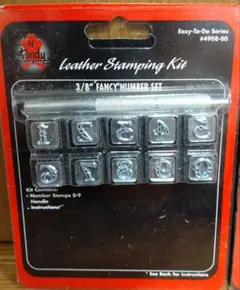 Tandy
Easy-To-Do Series
#4908-00
Leather Stamping Kit
3/8" FANCY NUMBER SET
Kit Contains:
• Number Stamps 0-9
Handle
• Instructions*
* See Back for Instructions